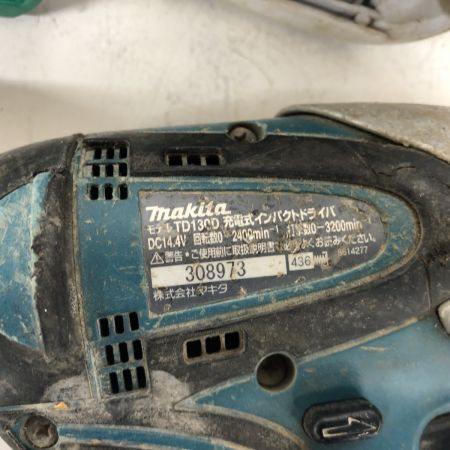 makita
モデル TD130D 充電式インパクトドライバ
DC14.4V 回転数0-2400min⁻¹ 打撃数0-3200min⁻¹
⚠警告・ご使用前に取扱説明書を必ずよくお読みください。
308973 436
8614277
株式会社マキタ